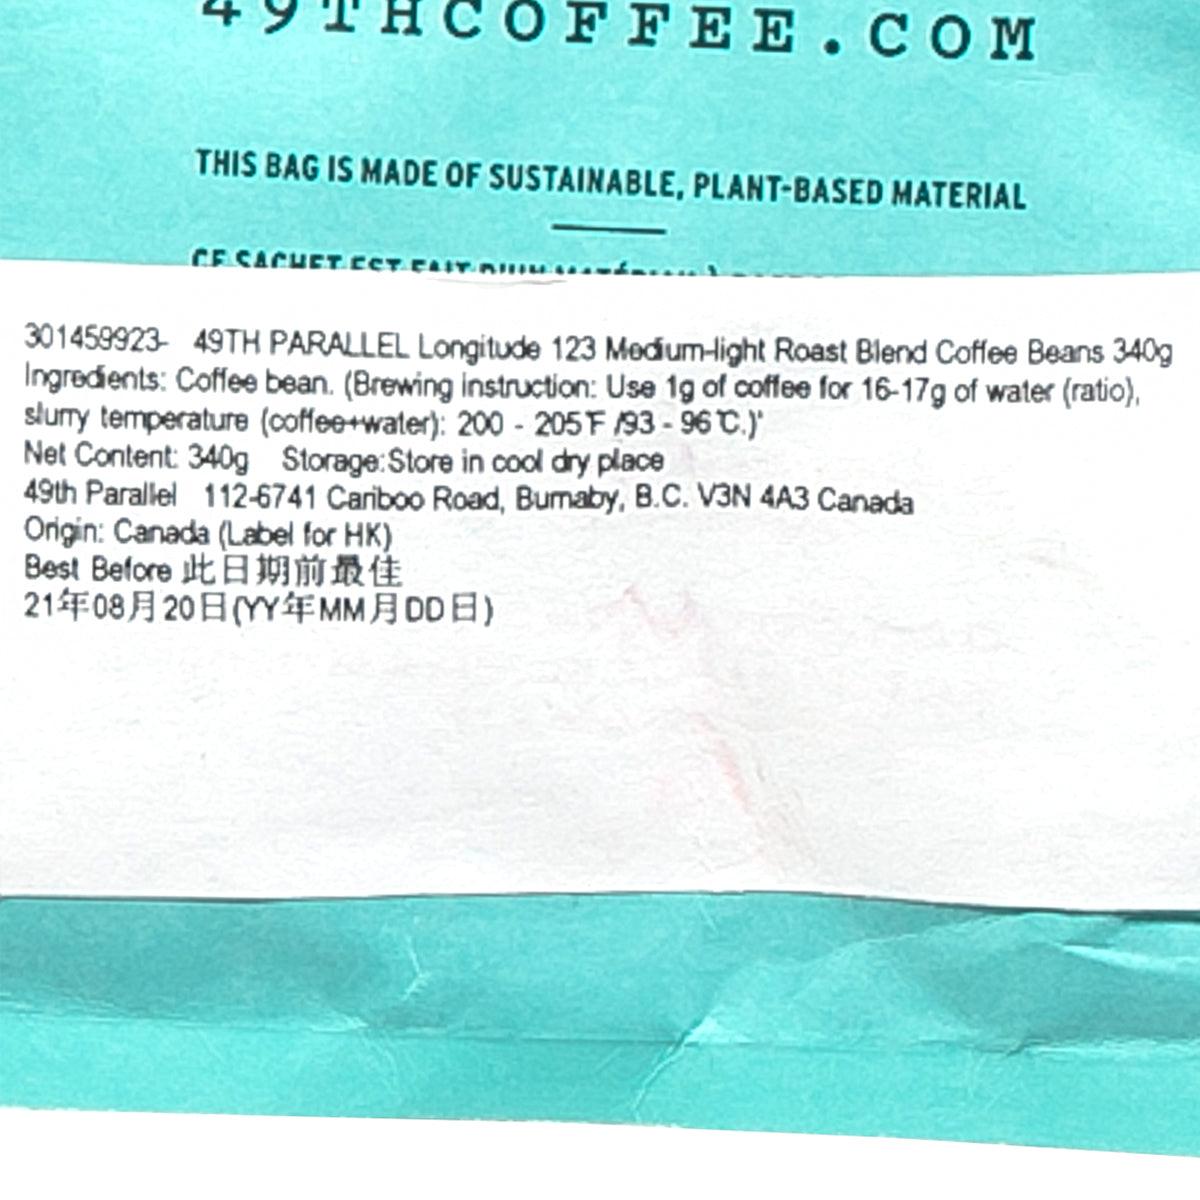 49THCOFFEE.COM
THIS BAG IS MADE OF SUSTAINABLE, PLANT-BASED MATERIAL
CE SACHET EST FAIT D'UN
301459923- 49TH PARALLEL Longitude 123 Medium-light Roast Blend Coffee Beans 340g
Ingredients: Coffee bean. (Brewing instruction: Use 1g of coffee for 16-17g of water (ratio),
slurry temperature (coffee+water): 200 - 205℉ /93 - 96℃.)'
Net Content: 340g Storage:Store in cool dry place
49th Parallel 112-6741 Cariboo Road, Burnaby, B.C. V3N 4A3 Canada
Origin: Canada (Label for HK)
Best Before 此日期前最佳
21年08月20日(YY年MM月DD日)